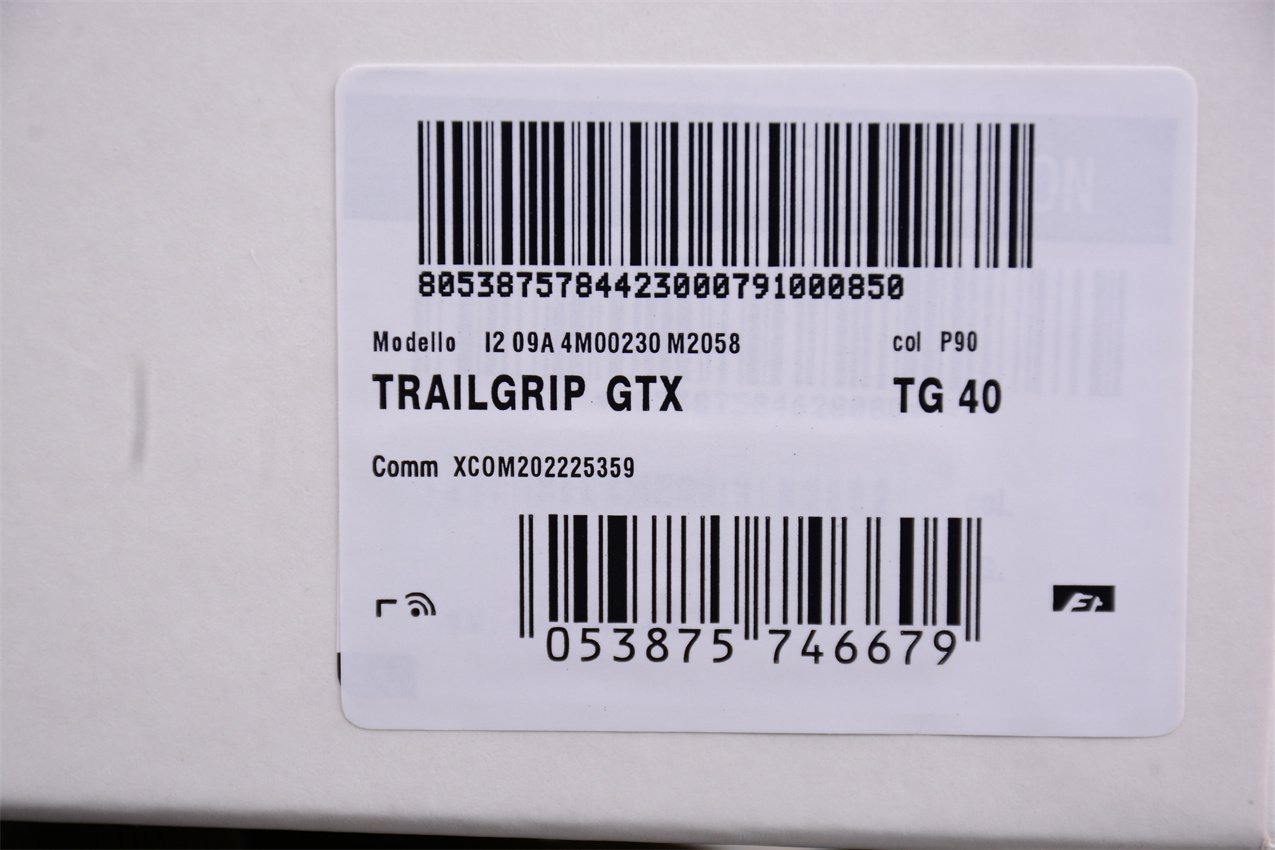 8053875784423000791000850
Modello I2 09A 4M00230 M2058 col P90
TRAILGRIP GTX TG 40
Comm XCOM202225359
053875 746679